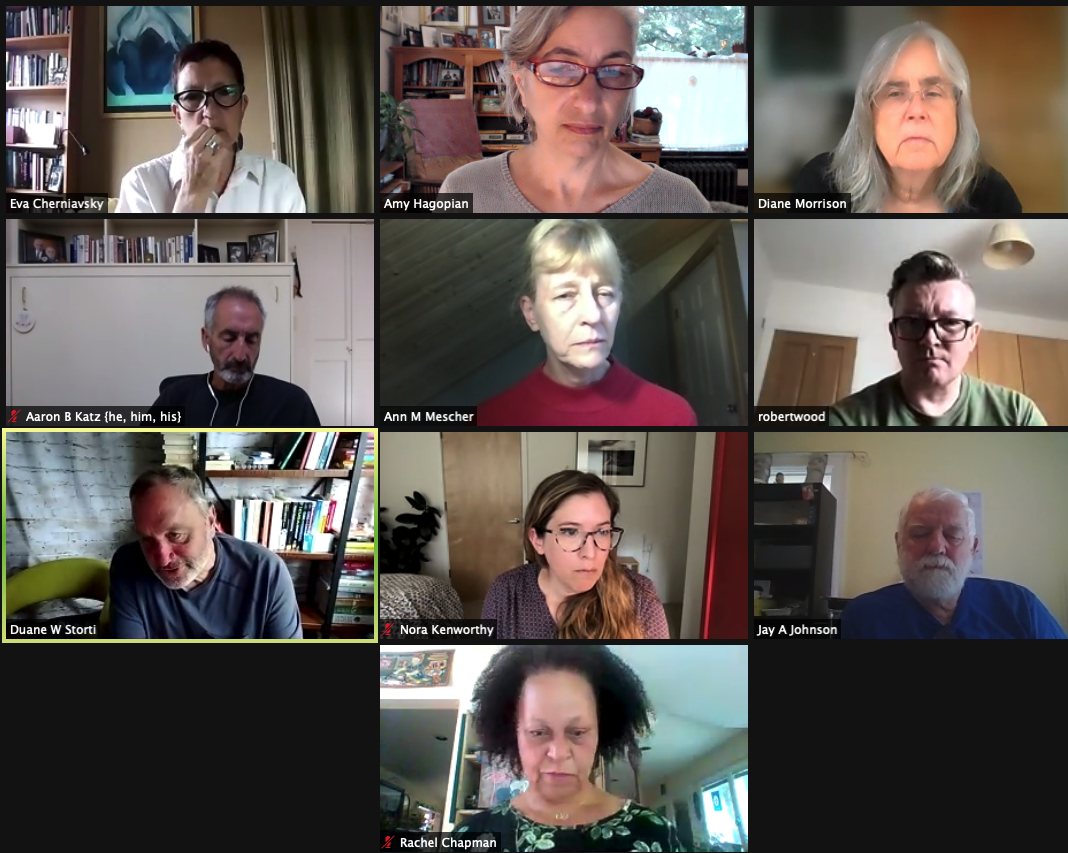 Eva Cherniavsky
Amy Hagopian
Diane Morrison
Aaron B Katz {he, him, his}
Ann M Mescher
robertwood
Duane W Storti
Nora Kenworthy
Jay A Johnson
Rachel Chapman